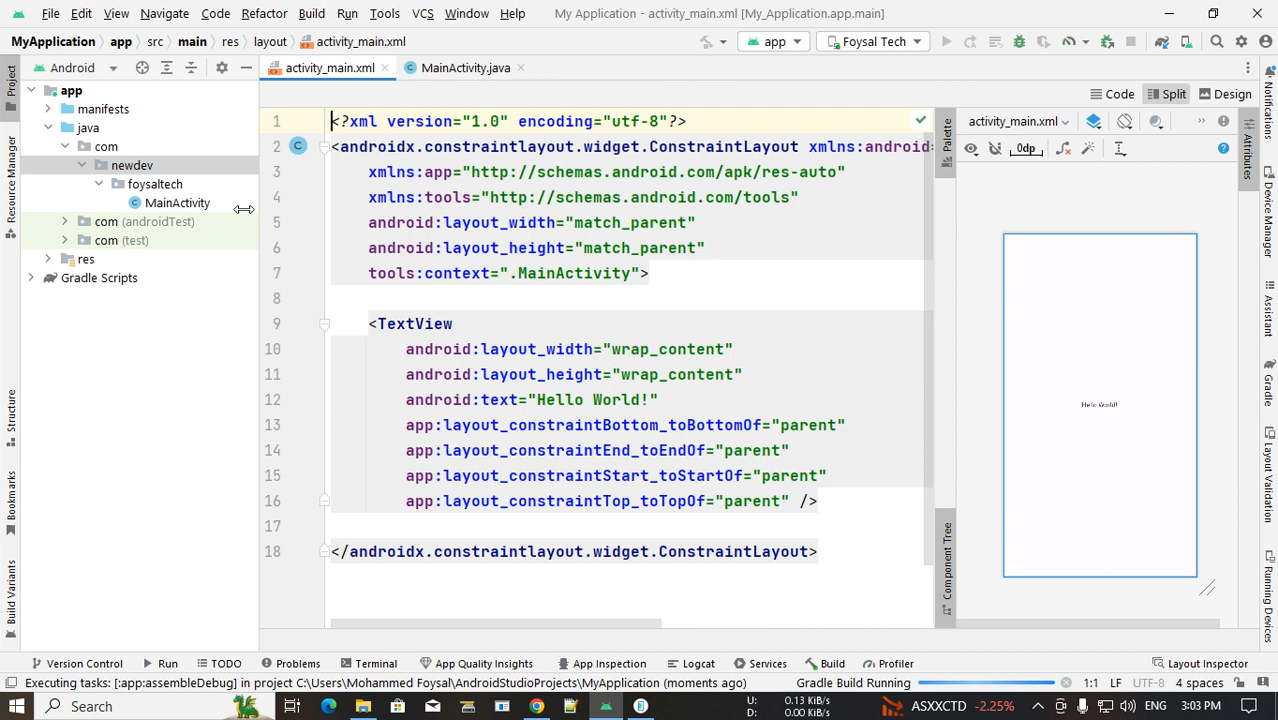 File Edit View Navigate Code Refactor Build Run Tools VCS Window Help My Application - activity_main.xml [My_Application.app.main]
MyApplication app src main res layout activity_main.xml app Foysal Tech
Android
activity_main.xml MainActivity.java
Code Split Design
app
manifests
java
com
newdev
foysaltech
MainActivity
com (androidTest)
com (test)
res
Gradle Scripts
1 <?xml version="1.0" encoding="utf-8"?>
2 <androidx.constraintlayout.widget.ConstraintLayout xmlns:android=
3 xmlns:app="http://schemas.android.com/apk/res-auto"
4 xmlns:tools="http://schemas.android.com/tools"
5 android:layout_width="match_parent"
6 android:layout_height="match_parent"
7 tools:context=".MainActivity">
8
9 <TextView
10 android:layout_width="wrap_content"
11 android:layout_height="wrap_content"
12 android:text="Hello World!"
13 app:layout_constraintBottom_toBottomOf="parent"
14 app:layout_constraintEnd_toEndOf="parent"
15 app:layout_constraintStart_toStartOf="parent"
16 app:layout_constraintTop_toTopOf="parent" />
17
18 </androidx.constraintlayout.widget.ConstraintLayout>
activity_main.xml
0dp
Hello World!
Project
Resource Manager
Structure
Bookmarks
Build Variants
Palette
Component Tree
Attributes
Notifications
Device Manager
Assistant
Gradle
Layout Validation
Running Devices
Version Control Run TODO Problems Terminal App Quality Insights App Inspection Logcat Services Build Profiler Layout Inspector
Executing tasks: [:app:assembleDebug] in project C:\Users\Mohammed Foysal\AndroidStudioProjects\MyApplication (moments ago) Gradle Build Running 1:1 LF UTF-8 4 spaces
Search U: 0.13 KiB/s ASXXCTD -2.25% ENG 3:03 PM
D: 0.00 KiB/s